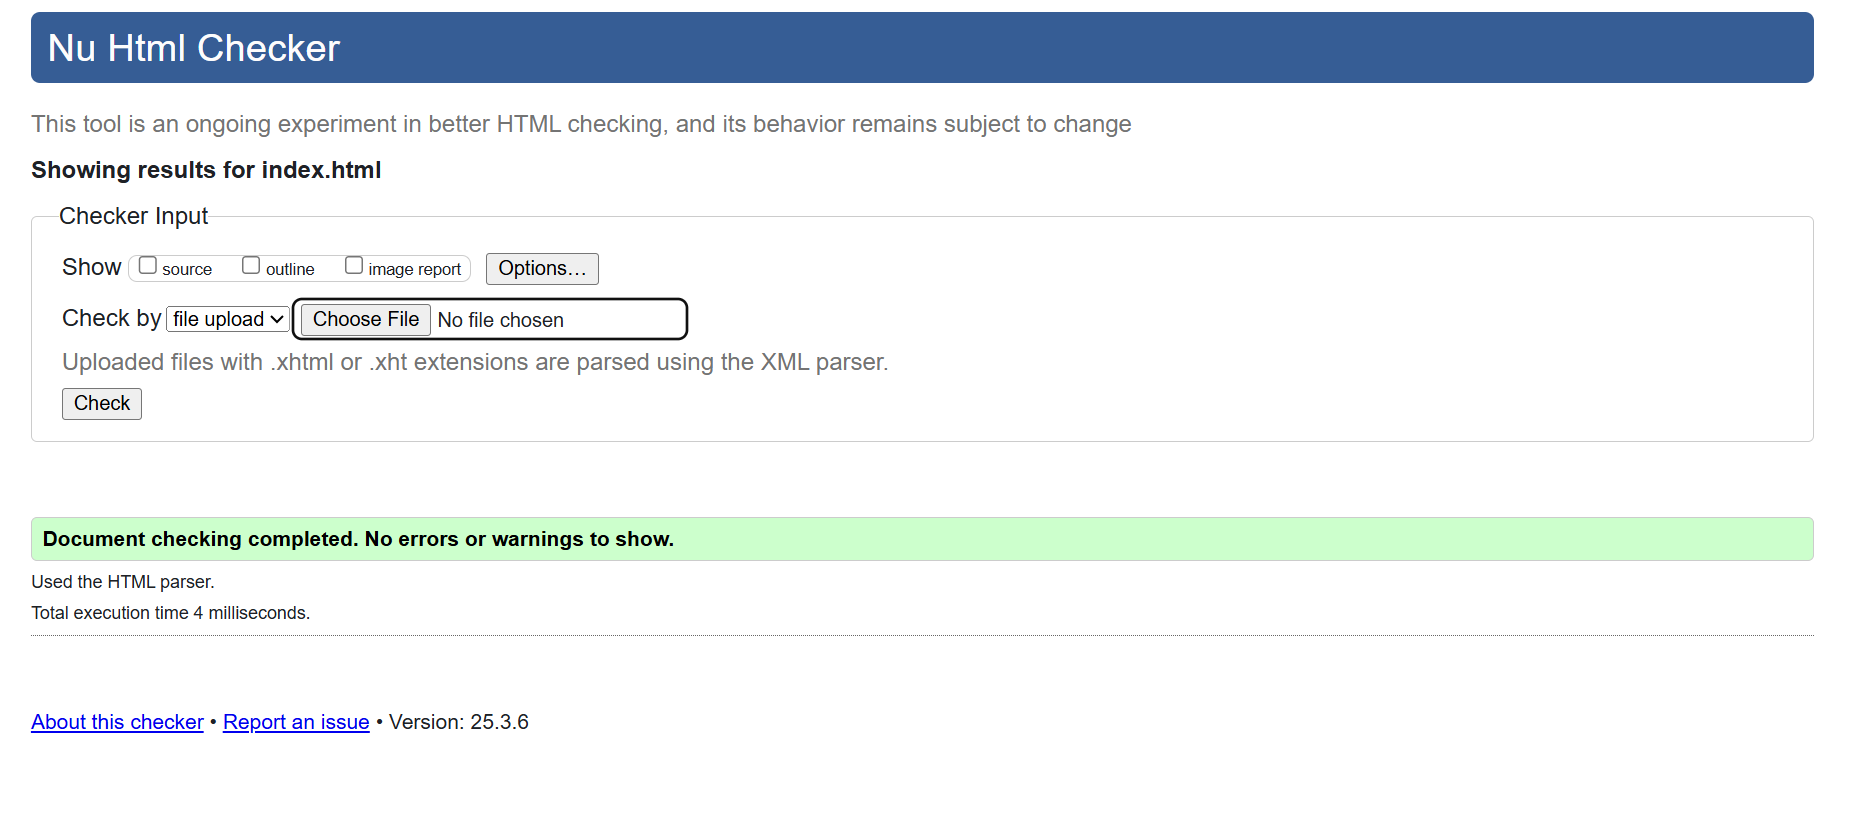 Nu Html Checker
This tool is an ongoing experiment in better HTML checking, and its behavior remains subject to change
Showing results for index.html
Checker Input
Show source outline image report Options…
Check by file upload Choose File No file chosen
Uploaded files with .xhtml or .xht extensions are parsed using the XML parser.
Check
Document checking completed. No errors or warnings to show.
Used the HTML parser.
Total execution time 4 milliseconds.
About this checker • Report an issue • Version: 25.3.6